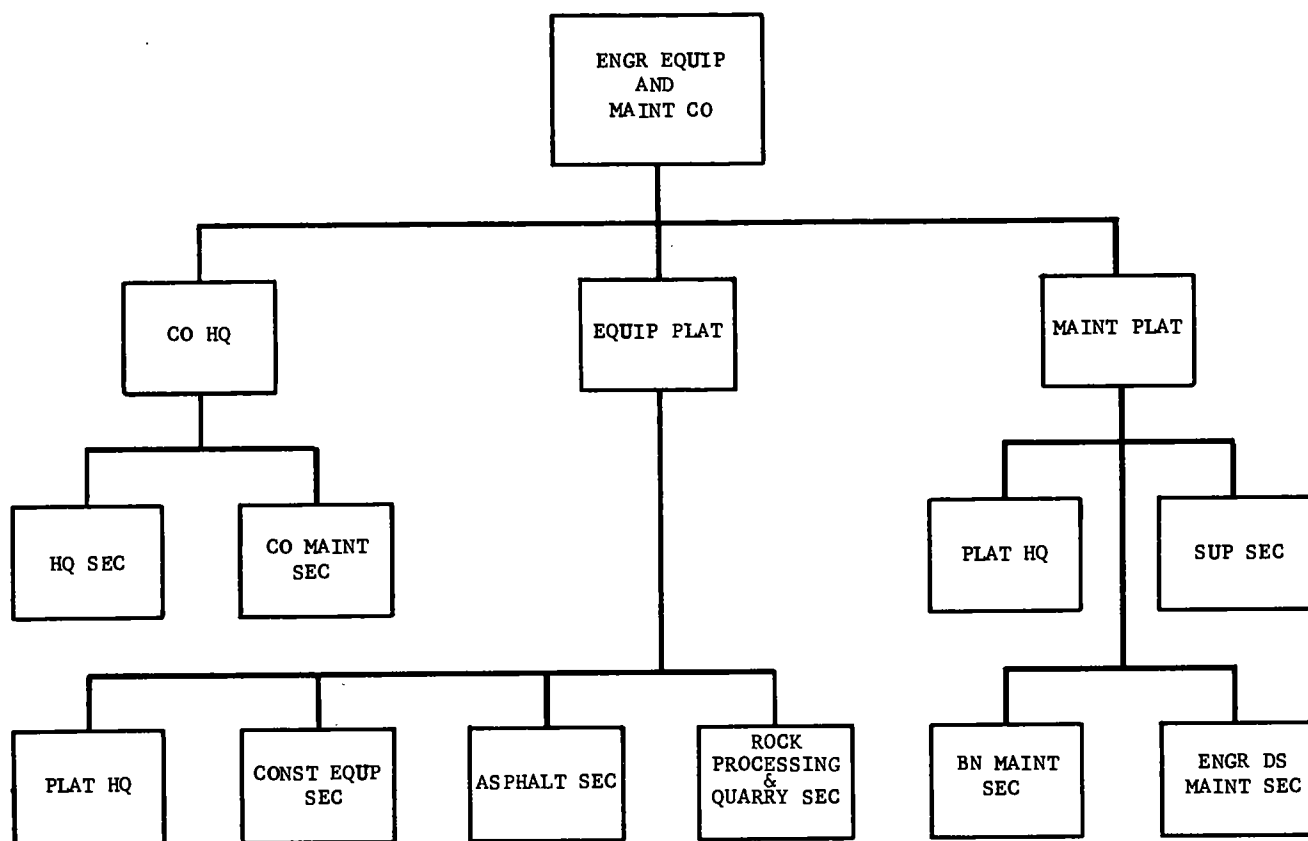 ENGR EQUIP
AND
MAINT CO
CO HQ
EQUIP PLAT
MAINT PLAT
HQ SEC
CO MAINT
SEC
PLAT HQ
SUP SEC
PLAT HQ
CONST EQUP
SEC
ASPHALT SEC
ROCK
PROCESSING
&
QUARRY SEC
BN MAINT
SEC
ENGR DS
MAINT SEC